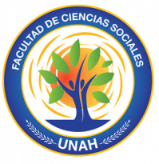 FACULTAD DE CIENCIAS SOCIALES
UNAH